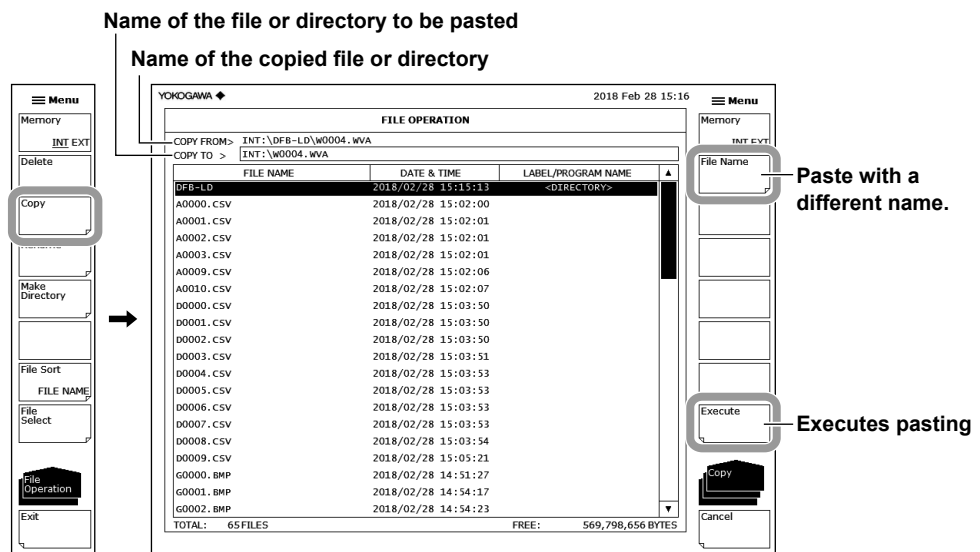 Name of the file or directory to be pasted
Name of the copied file or directory
Menu
Memory
INT EXT
Delete
Copy
Make
Directory
File Sort
FILE NAME
File
Select
File
Operation
Exit
YOKOGAWA
2018 Feb 28 15:16
FILE OPERATION
COPY FROM> INT:\DFB-LD\W0004.WVA
COPY TO > INT:\W0004.WVA
FILE NAME DATE & TIME LABEL/PROGRAM NAME
DFB-LD 2018/02/28 15:15:13 <DIRECTORY>
A0000.CSV 2018/02/28 15:02:00
A0001.CSV 2018/02/28 15:02:01
A0002.CSV 2018/02/28 15:02:01
A0003.CSV 2018/02/28 15:02:01
A0009.CSV 2018/02/28 15:02:06
A0010.CSV 2018/02/28 15:02:07
D0000.CSV 2018/02/28 15:03:50
D0001.CSV 2018/02/28 15:03:50
D0002.CSV 2018/02/28 15:03:50
D0003.CSV 2018/02/28 15:03:51
D0004.CSV 2018/02/28 15:03:53
D0005.CSV 2018/02/28 15:03:53
D0006.CSV 2018/02/28 15:03:53
D0007.CSV 2018/02/28 15:03:53
D0008.CSV 2018/02/28 15:03:54
D0009.CSV 2018/02/28 15:05:21
G0000.BMP 2018/02/28 14:51:27
G0001.BMP 2018/02/28 14:54:17
G0002.BMP 2018/02/28 14:54:23
TOTAL: 65FILES FREE: 569,798,656 BYTES
Menu
Memory
INT EXT
File Name
Execute
Copy
Cancel
Paste with a
different name.
Executes pasting